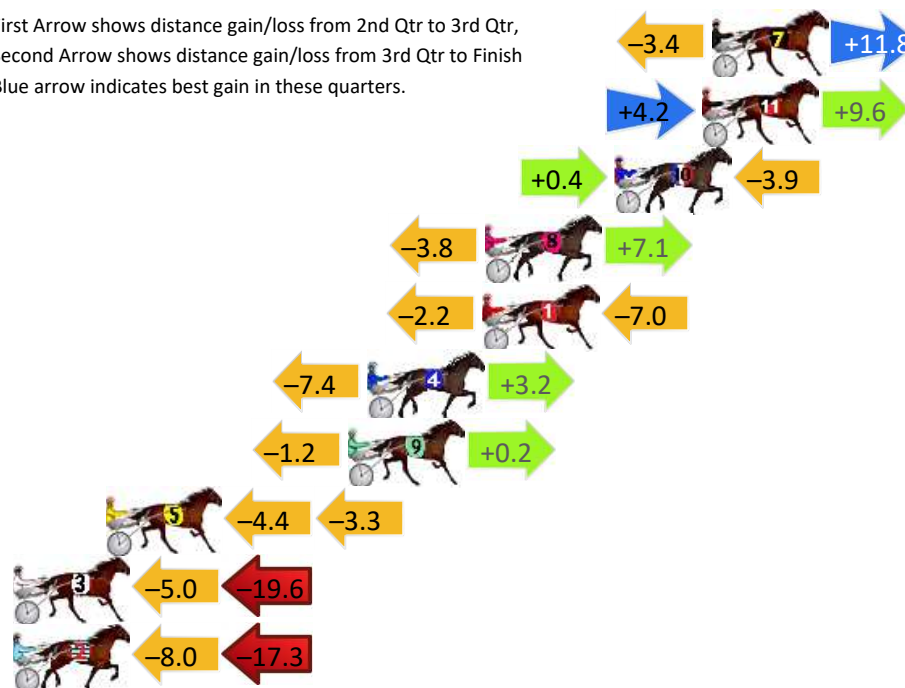 irst Arrow shows distance gain/loss from 2nd Qtr to 3rd Qtr,
econd Arrow shows distance gain/loss from 3rd Qtr to Finish
lue arrow indicates best gain in these quarters.
–3.4 7 +11.8
+4.2 11 +9.6
+0.4 10 –3.9
–3.8 8 +7.1
–2.2 1 –7.0
–7.4 4 +3.2
–1.2 9 +0.2
5 –4.4 –3.3
3 –5.0 –19.6
2 –8.0 –17.3